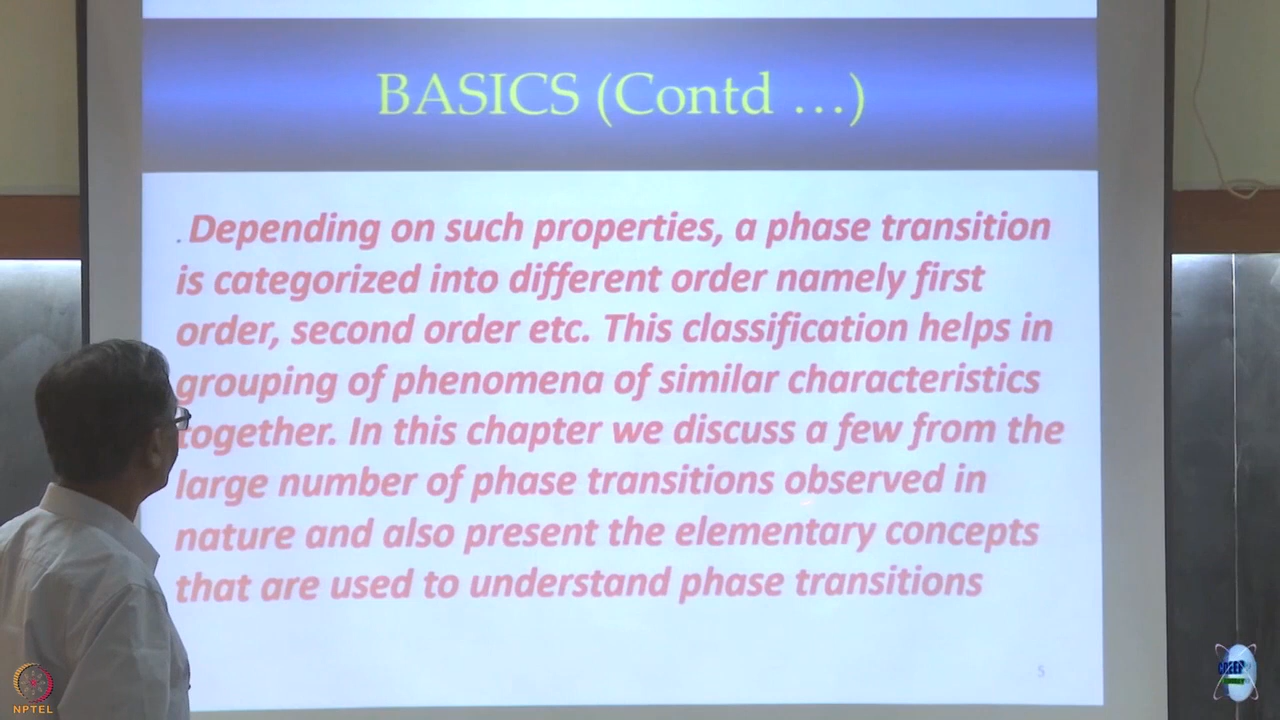 BASICS (Contd ...)
. Depending on such properties, a phase transition
is categorized into different order namely first
order, second order etc. This classification helps in
grouping of phenomena of similar characteristics
together. In this chapter we discuss a few from the
large number of phase transitions observed in
nature and also present the elementary concepts
that are used to understand phase transitions
5
NPTEL